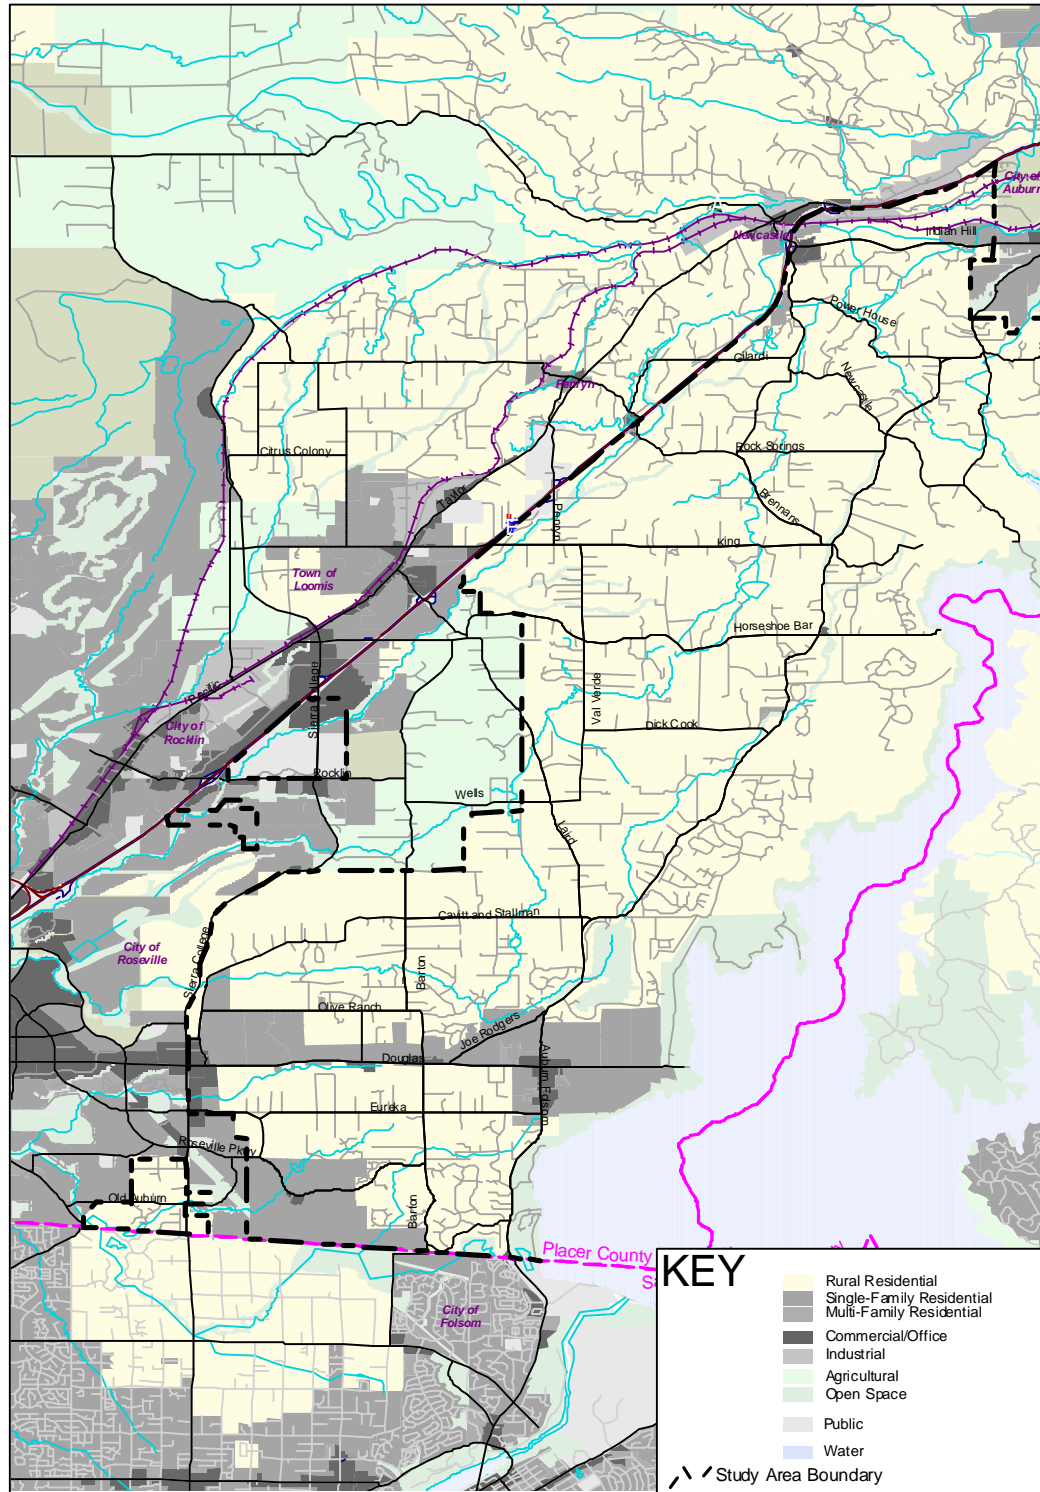 City of
Auburn
Indian Hill
Newcastle
Power House
Gilardi
Penryn
Newcastle
Citrus Colony
Rock Springs
Taylor
Brennans
Penryn
King
Town of
Loomis
Horseshoe Bar
Sierra College
Val Verde
Pacific
City of
Rocklin
Dick Cook
Rocklin
Wells
Laird
Cavitt and Stallman
City of
Roseville
Sierra College
Barton
Olive Ranch
Joe Rodgers
Douglas
Auburn Folsom
Eureka
Roseville Pkwy
Old Auburn
Barton
Placer County
City of
Folsom
KEY
Rural Residential
Single-Family Residential
Multi-Family Residential
Commercial/Office
Industrial
Agricultural
Open Space
Public
Water
Study Area Boundary